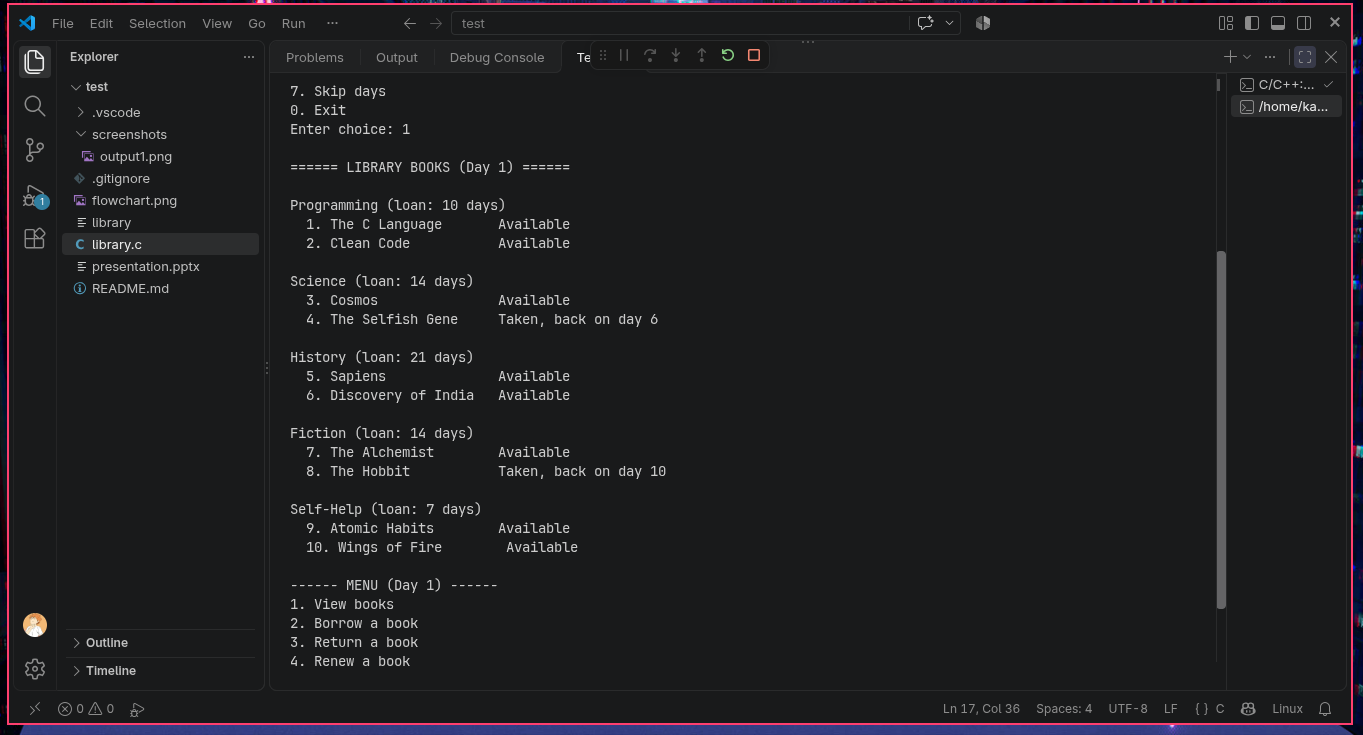 File Edit Selection View Go Run ···
test
Explorer
test
.vscode
screenshots
output1.png
.gitignore
flowchart.png
library
C library.c
presentation.pptx
README.md
1
Outline
Timeline
Problems Output Debug Console Te
C/C++:...
/home/ka...
7. Skip days
0. Exit
Enter choice: 1
====== LIBRARY BOOKS (Day 1) ======
Programming (loan: 10 days)
1. The C Language Available
2. Clean Code Available
Science (loan: 14 days)
3. Cosmos Available
4. The Selfish Gene Taken, back on day 6
History (loan: 21 days)
5. Sapiens Available
6. Discovery of India Available
Fiction (loan: 14 days)
7. The Alchemist Available
8. The Hobbit Taken, back on day 10
Self-Help (loan: 7 days)
9. Atomic Habits Available
10. Wings of Fire Available
------ MENU (Day 1) ------
1. View books
2. Borrow a book
3. Return a book
4. Renew a book
0 0
Ln 17, Col 36 Spaces: 4 UTF-8 LF { } C Linux